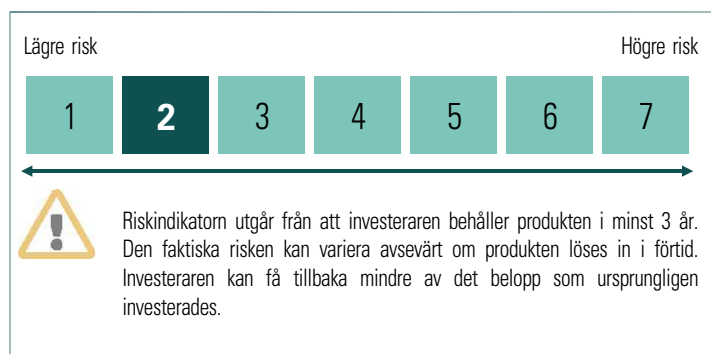 Lägre risk Högre risk
1 2 3 4 5 6 7
Riskindikatorn utgår från att investeraren behåller produkten i minst 3 år.
Den faktiska risken kan variera avsevärt om produkten löses in i förtid.
Investeraren kan få tillbaka mindre av det belopp som ursprungligen
investerades.